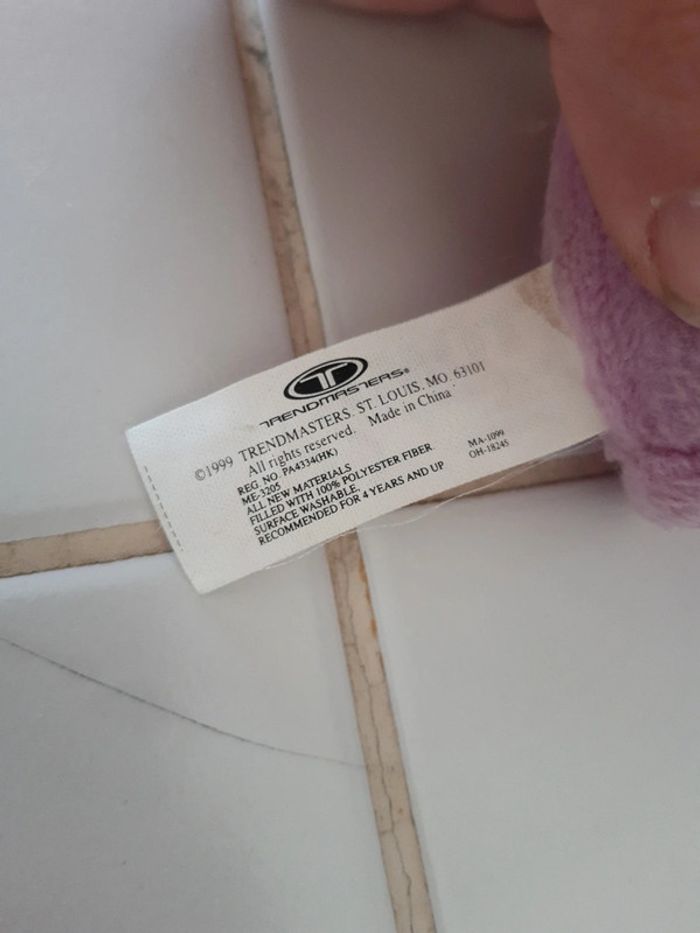 TRENDMASTERS®
©1999 TRENDMASTERS. ST. LOUIS, MO. 63101
All rights reserved. Made in China
REG NO. PA4334(HK)
ME-3205
ALL NEW MATERIALS
FILLED WITH 100% POLYESTER FIBER
SURFACE WASHABLE.
RECOMMENDED FOR 4 YEARS AND UP
MA-1099
OH-18245